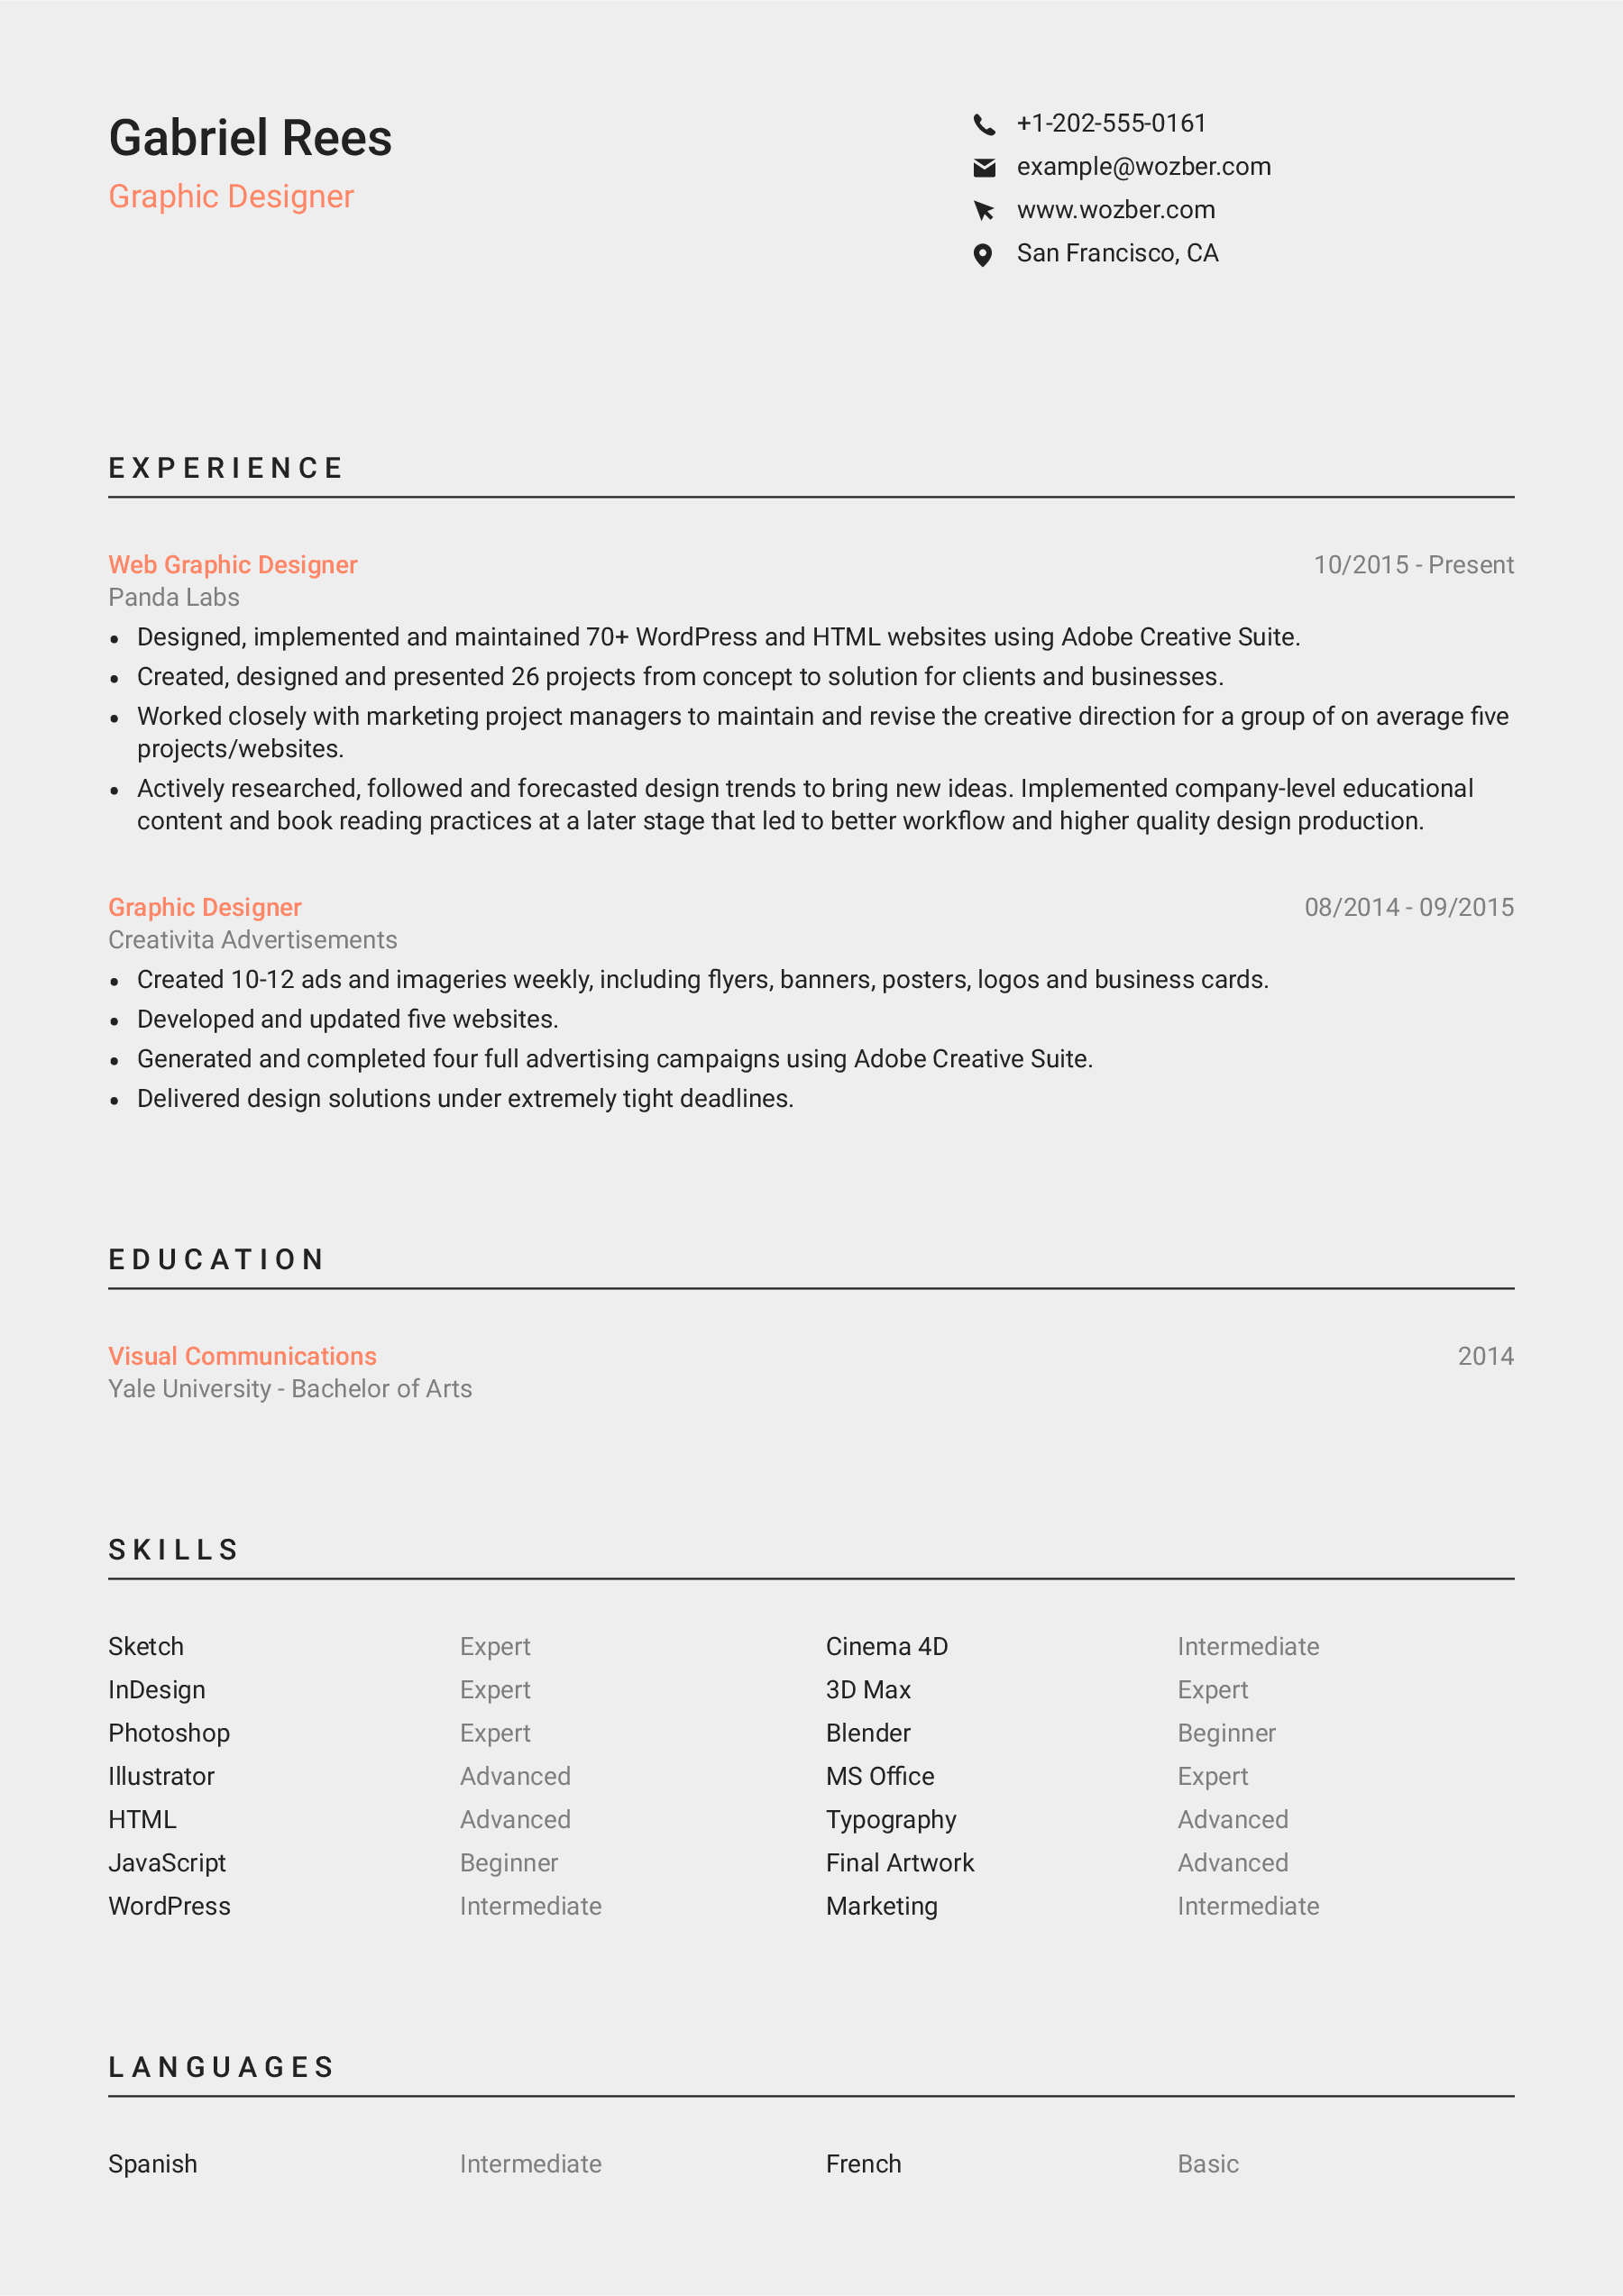 Gabriel Rees
Graphic Designer
+1-202-555-0161
example@wozber.com
www.wozber.com
San Francisco, CA
EXPERIENCE
Web Graphic Designer 10/2015 - Present
Panda Labs
• Designed, implemented and maintained 70+ WordPress and HTML websites using Adobe Creative Suite.
• Created, designed and presented 26 projects from concept to solution for clients and businesses.
• Worked closely with marketing project managers to maintain and revise the creative direction for a group of on average five
projects/websites.
• Actively researched, followed and forecasted design trends to bring new ideas. Implemented company-level educational
content and book reading practices at a later stage that led to better workflow and higher quality design production.
Graphic Designer 08/2014 - 09/2015
Creativita Advertisements
• Created 10-12 ads and imageries weekly, including flyers, banners, posters, logos and business cards.
• Developed and updated five websites.
• Generated and completed four full advertising campaigns using Adobe Creative Suite.
• Delivered design solutions under extremely tight deadlines.
EDUCATION
Visual Communications 2014
Yale University - Bachelor of Arts
SKILLS
Sketch Expert Cinema 4D Intermediate
InDesign Expert 3D Max Expert
Photoshop Expert Blender Beginner
Illustrator Advanced MS Office Expert
HTML Advanced Typography Advanced
JavaScript Beginner Final Artwork Advanced
WordPress Intermediate Marketing Intermediate
LANGUAGES
Spanish Intermediate French Basic